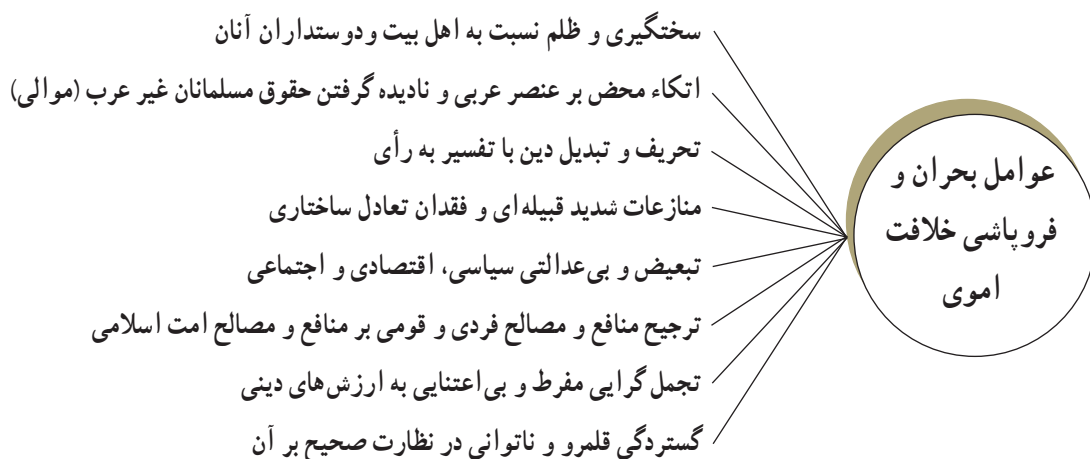 عوامل بحران و
فروپاشی خلافت
اموی
سختگیری و ظلم نسبت به اهل بیت ودوستداران آنان
اتکاء محض بر عنصر عربی و نادیده گرفتن حقوق مسلمانان غیر عرب (موالی)
تحریف و تبدیل دین با تفسیر به رأی
منازعات شدید قبیله‌ای و فقدان تعادل ساختاری
تبعیض و بی‌عدالتی سیاسی، اقتصادی و اجتماعی
ترجیح منافع و مصالح فردی و قومی بر منافع و مصالح امت اسلامی
تجمل‌گرایی مفرط و بی‌اعتنایی به ارزش‌های دینی
گستردگی قلمرو و ناتوانی در نظارت صحیح بر آن